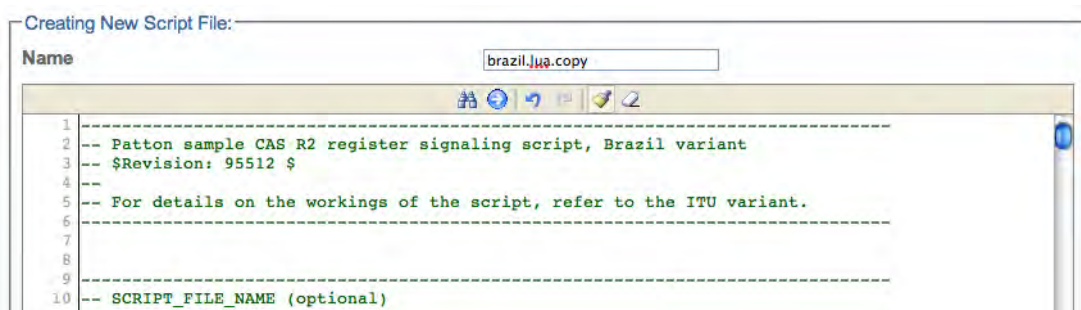 Creating New Script File:
Name brazil.lua.copy
1 --------------------------------------------------------------------------------
2 -- Patton sample CAS R2 register signaling script, Brazil variant
3 -- $Revision: 95512 $
4 --
5 -- For details on the workings of the script, refer to the ITU variant.
6 --------------------------------------------------------------------------------
7
8
9 --------------------------------------------------------------------------------
10 -- SCRIPT_FILE_NAME (optional)